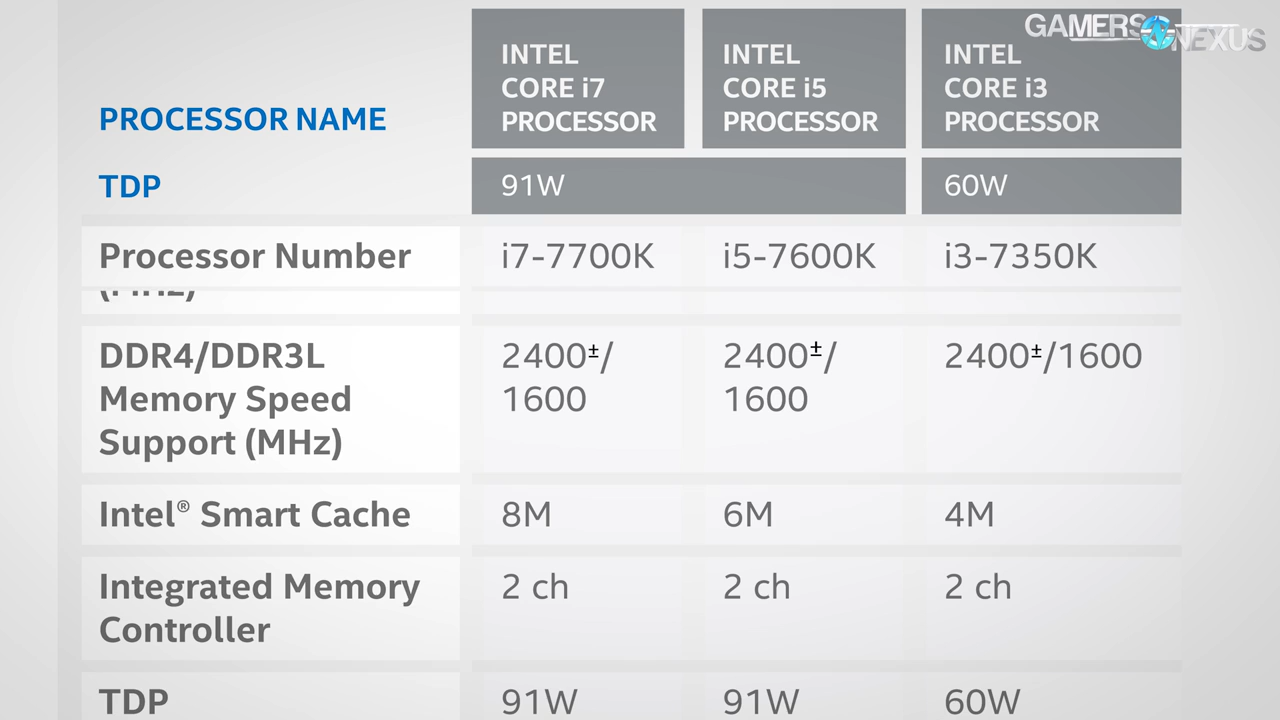 GAMERS NEXUS
PROCESSOR NAME
INTEL
CORE i7
PROCESSOR
INTEL
CORE i5
PROCESSOR
INTEL
CORE i3
PROCESSOR
TDP
91W
60W
Processor Number
i7-7700K
i5-7600K
i3-7350K
(MHz)
DDR4/DDR3L
Memory Speed
Support (MHz)
2400±/
1600
2400±/
1600
2400±/1600
Intel® Smart Cache
8M
6M
4M
Integrated Memory
Controller
2 ch
2 ch
2 ch
TDP
91W
91W
60W